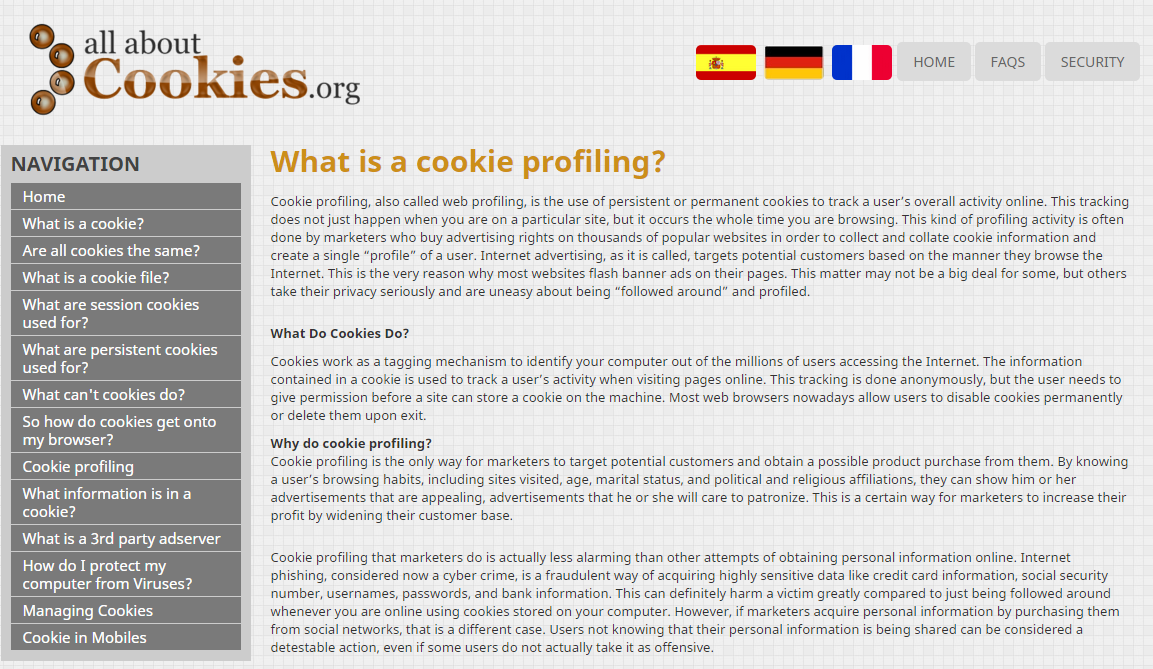 all about
Cookies.org
HOME
FAQS
SECURITY
NAVIGATION
Home
What is a cookie?
Are all cookies the same?
What is a cookie file?
What are session cookies
used for?
What are persistent cookies
used for?
What can't cookies do?
So how do cookies get onto
my browser?
Cookie profiling
What information is in a
cookie?
What is a 3rd party adserver
How do I protect my
computer from Viruses?
Managing Cookies
Cookie in Mobiles
What is a cookie profiling?
Cookie profiling, also called web profiling, is the use of persistent or permanent cookies to track a user’s overall activity online. This tracking
does not just happen when you are on a particular site, but it occurs the whole time you are browsing. This kind of profiling activity is often
done by marketers who buy advertising rights on thousands of popular websites in order to collect and collate cookie information and
create a single “profile” of a user. Internet advertising, as it is called, targets potential customers based on the manner they browse the
Internet. This is the very reason why most websites flash banner ads on their pages. This matter may not be a big deal for some, but others
take their privacy seriously and are uneasy about being “followed around” and profiled.
What Do Cookies Do?
Cookies work as a tagging mechanism to identify your computer out of the millions of users accessing the Internet. The information
contained in a cookie is used to track a user’s activity when visiting pages online. This tracking is done anonymously, but the user needs to
give permission before a site can store a cookie on the machine. Most web browsers nowadays allow users to disable cookies permanently
or delete them upon exit.
Why do cookie profiling?
Cookie profiling is the only way for marketers to target potential customers and obtain a possible product purchase from them. By knowing
a user’s browsing habits, including sites visited, age, marital status, and political and religious affiliations, they can show him or her
advertisements that are appealing, advertisements that he or she will care to patronize. This is a certain way for marketers to increase their
profit by widening their customer base.
Cookie profiling that marketers do is actually less alarming than other attempts of obtaining personal information online. Internet
phishing, considered now a cyber crime, is a fraudulent way of acquiring highly sensitive data like credit card information, social security
number, usernames, passwords, and bank information. This can definitely harm a victim greatly compared to just being followed around
whenever you are online using cookies stored on your computer. However, if marketers acquire personal information by purchasing them
from social networks, that is a different case. Users not knowing that their personal information is being shared can be considered a
detestable action, even if some users do not actually take it as offensive.